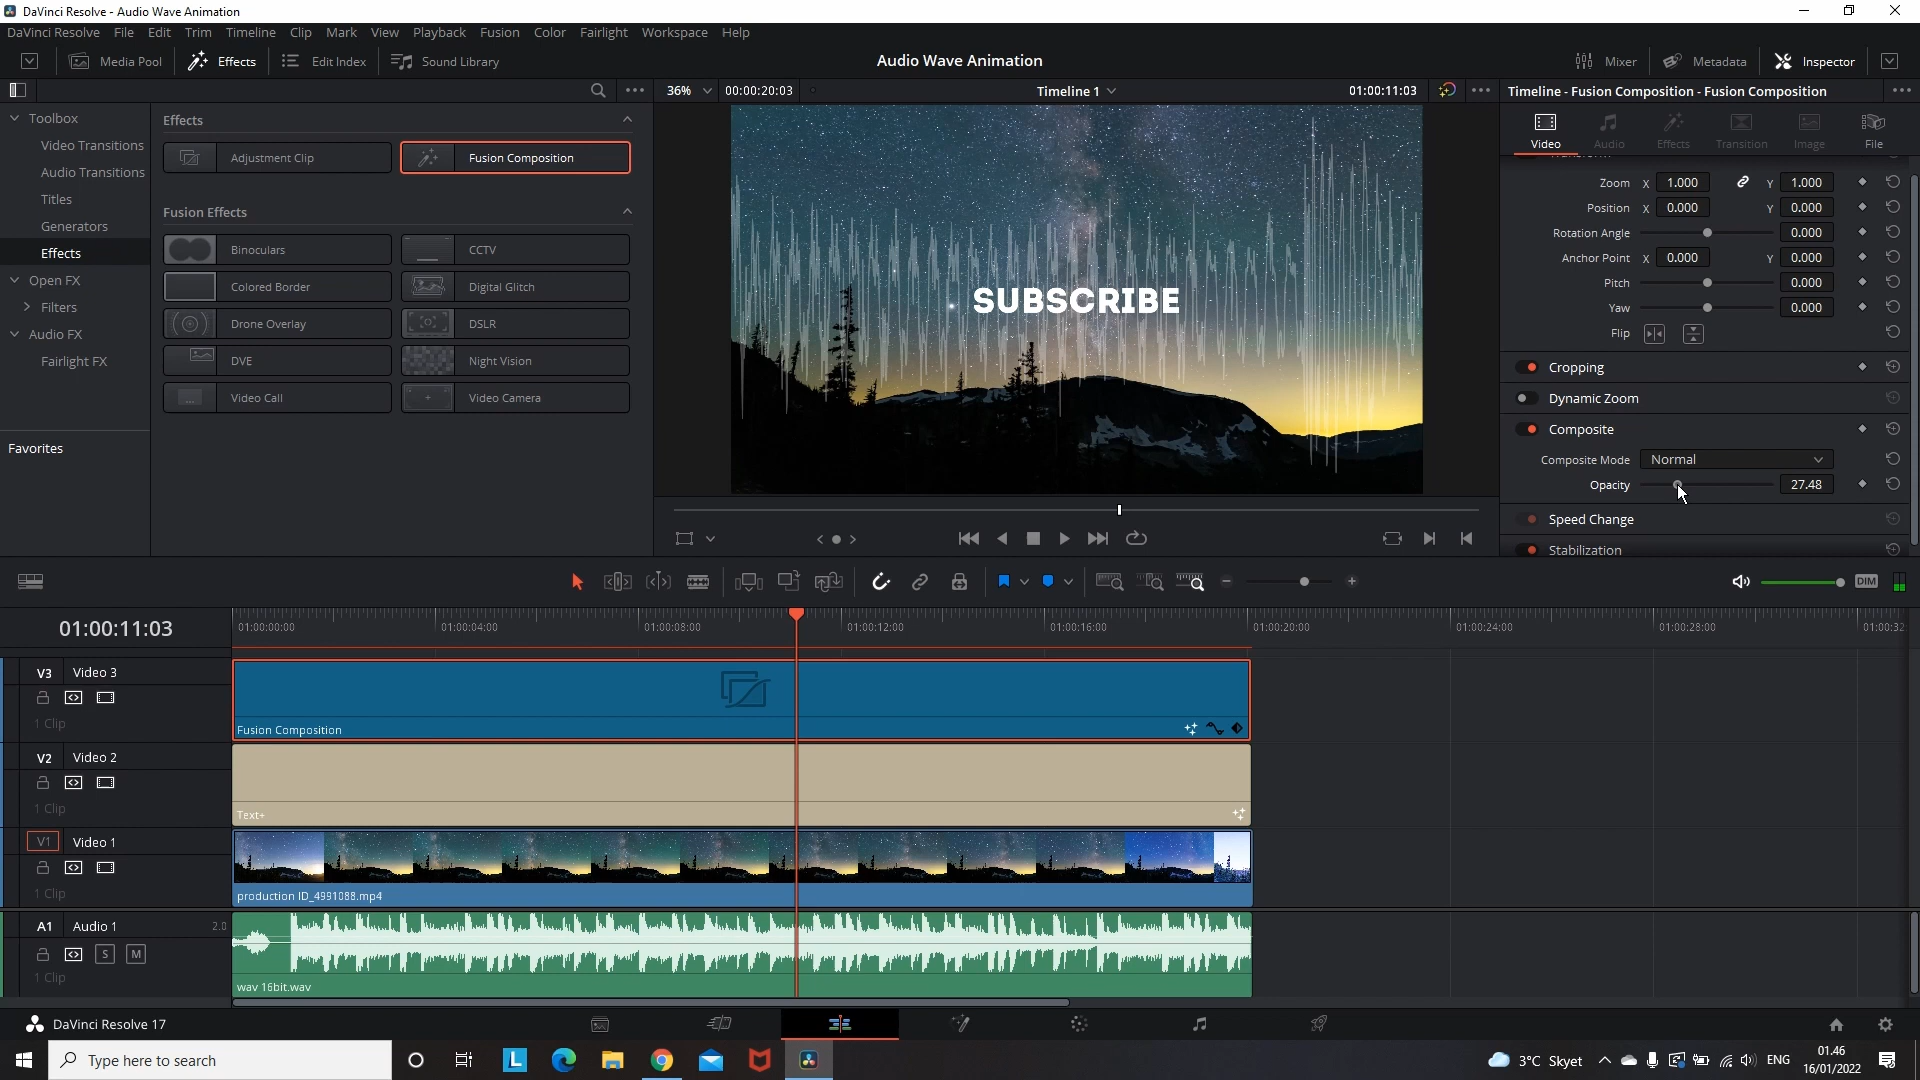 DaVinci Resolve - Audio Wave Animation
DaVinci Resolve File Edit Trim Timeline Clip Mark View Playback Fusion Color Fairlight Workspace Help
Media Pool Effects Edit Index Sound Library Audio Wave Animation Mixer Metadata Inspector
36% 00:00:20:03 Timeline 1 01:00:11:03 Timeline - Fusion Composition - Fusion Composition
Toolbox
Video Transitions
Audio Transitions
Titles
Generators
Effects
Open FX
Filters
Audio FX
Fairlight FX
Favorites
Effects
Adjustment Clip Fusion Composition
Fusion Effects
Binoculars CCTV
Colored Border Digital Glitch
Drone Overlay DSLR
DVE Night Vision
Video Call Video Camera
SUBSCRIBE
Video Audio Effects Transition Image File
Transform
Zoom X 1.000 Y 1.000
Position X 0.000 Y 0.000
Rotation Angle 0.000
Anchor Point X 0.000 Y 0.000
Pitch 0.000
Yaw 0.000
Flip
Cropping
Dynamic Zoom
Composite
Composite Mode Normal
Opacity 27.48
Speed Change
Stabilization
DIM
01:00:11:03 01:00:00:00 01:00:04:00 01:00:08:00 01:00:12:00 01:00:16:00 01:00:20:00 01:00:24:00 01:00:28:00 01:00:32
V3 Video 3
1 Clip
Fusion Composition
V2 Video 2
1 Clip
Text+
V1 Video 1
1 Clip
production ID_4991088.mp4
A1 Audio 1 2.0
S M
1 Clip
wav 16bit.wav
DaVinci Resolve 17
Type here to search
L
3°C Skyet
ENG
01.46
16/01/2022